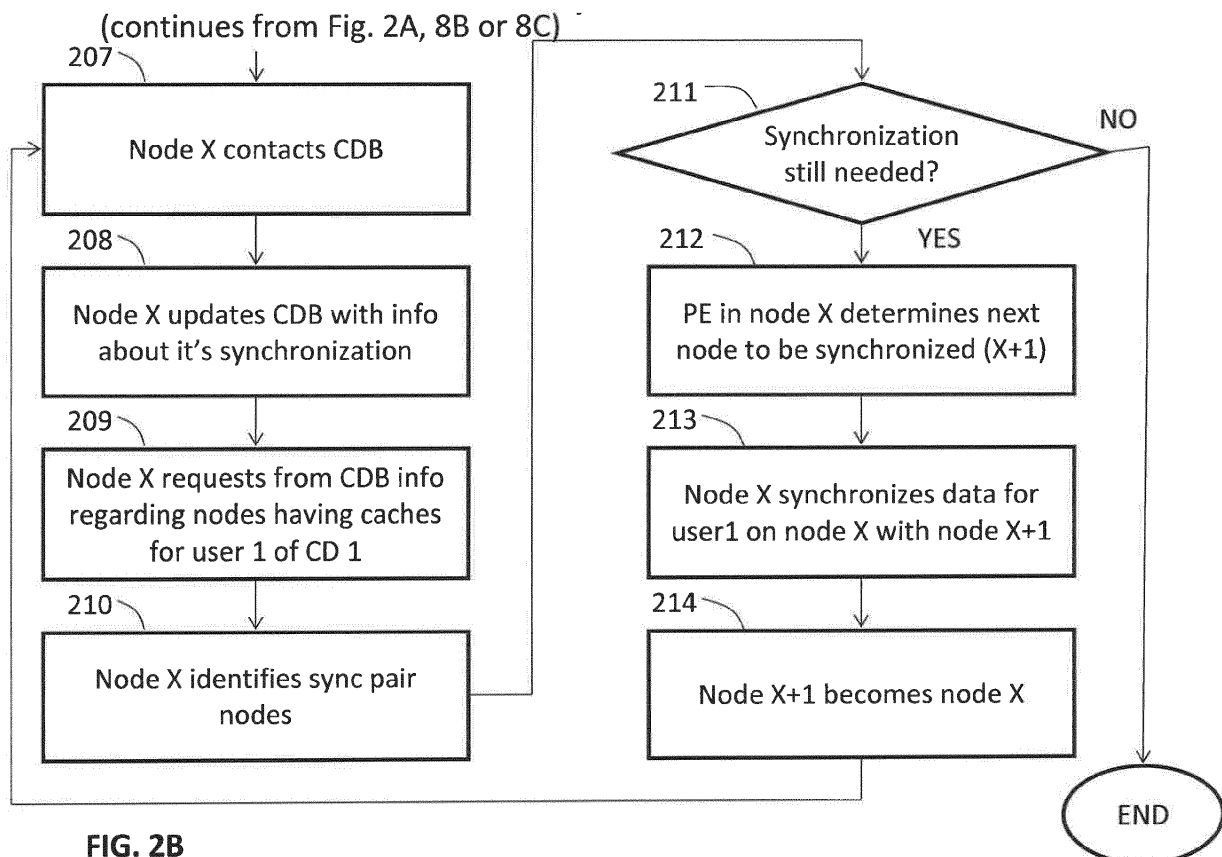 (continues from Fig. 2A, 8B or 8C)
207
Node X contacts CDB
208
Node X updates CDB with info
about it's synchronization
209
Node X requests from CDB info
regarding nodes having caches
for user 1 of CD 1
210
Node X identifies sync pair
nodes
211
Synchronization
still needed?
NO
YES
212
PE in node X determines next
node to be synchronized (X+1)
213
Node X synchronizes data for
user1 on node X with node X+1
214
Node X+1 becomes node X
END
FIG. 2B